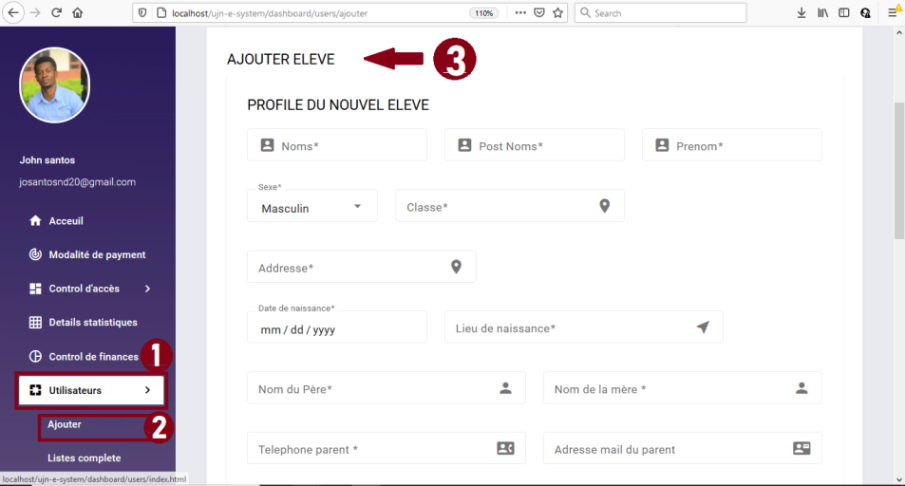 localhost/ujn-e-system/dashboard/users/ajouter
110%
Search
John santos
josantosnd20@gmail.com
Acceuil
Modalité de payment
Control d'accès
Details statistiques
Control de finances
1
Utilisateurs
Ajouter
2
Listes complete
localhost/ujn-e-system/dashboard/users/index.html
AJOUTER ELEVE
3
PROFILE DU NOUVEL ELEVE
Noms* Post Noms* Prenom*
Sexe*
Masculin Classe*
Addresse*
Date de naissance*
mm / dd / yyyy Lieu de naissance*
Nom du Père* Nom de la mère *
Telephone parent * Adresse mail du parent